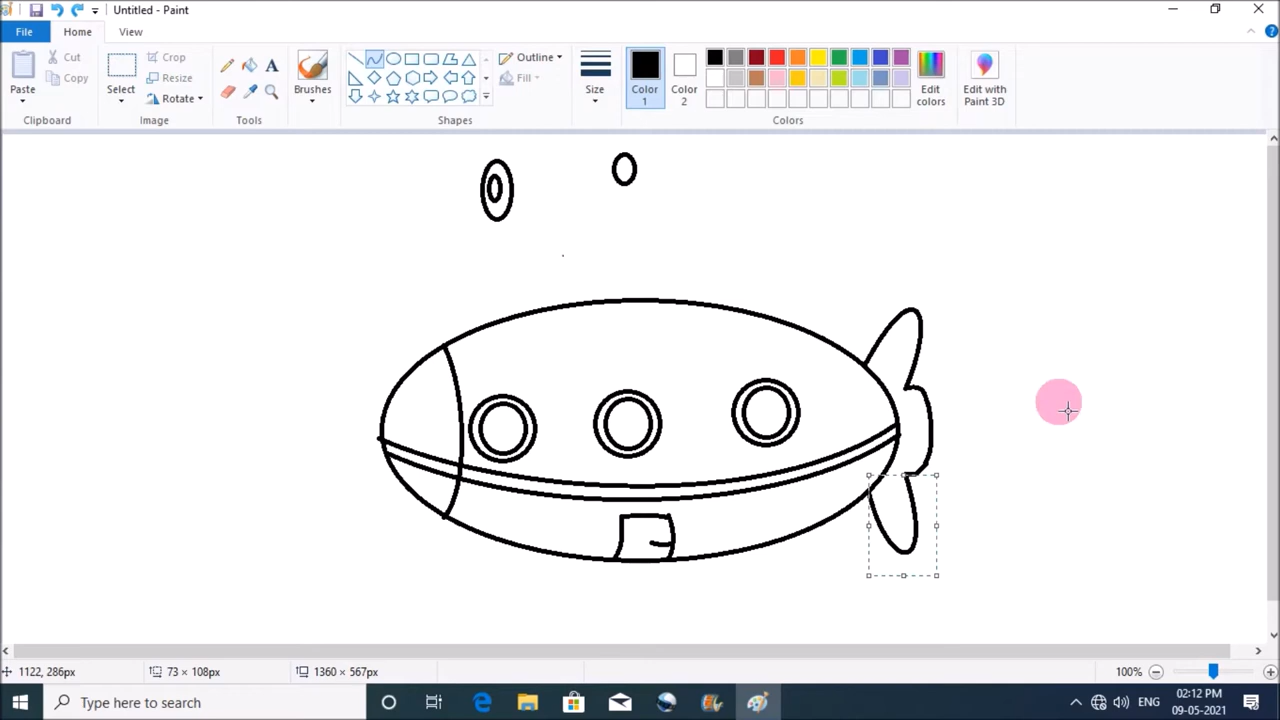 Untitled - Paint
File Home View
Paste
Cut
Copy
Clipboard
Select
Crop
Resize
Rotate
Image
A
Tools
Brushes
Shapes
Outline
Fill
Size
Color 1
Color 2
Colors
Edit colors
Edit with Paint 3D
1122, 286px
73 × 108px
1360 × 567px
100%
Type here to search
ENG
02:12 PM
09-05-2021